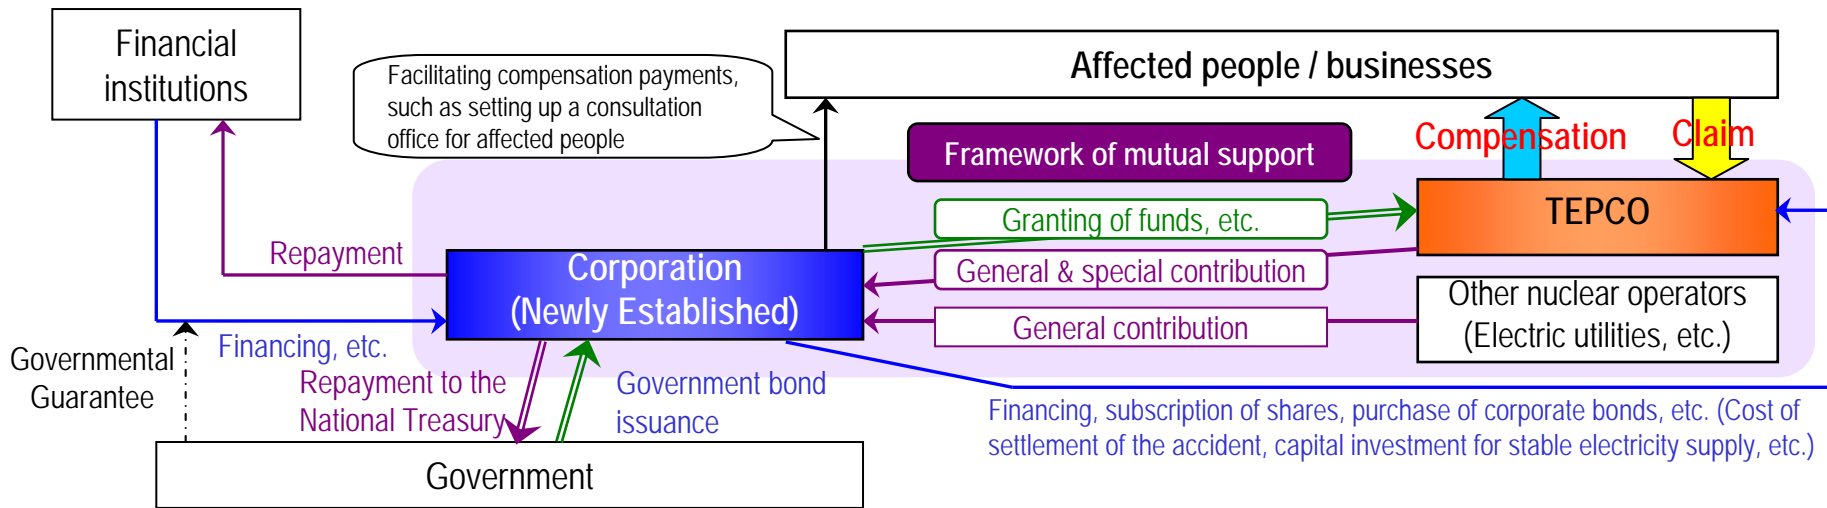 Financial
institutions
Facilitating compensation payments,
such as setting up a consultation
office for affected people
Affected people / businesses
Compensation
Claim
Framework of mutual support
Granting of funds, etc.
TEPCO
Repayment
Corporation
(Newly Established)
General & special contribution
General contribution
Other nuclear operators
(Electric utilities, etc.)
Governmental
Guarantee
Financing, etc.
Repayment to the
National Treasury
Government bond
issuance
Financing, subscription of shares, purchase of corporate bonds, etc. (Cost of
settlement of the accident, capital investment for stable electricity supply, etc.)
Government